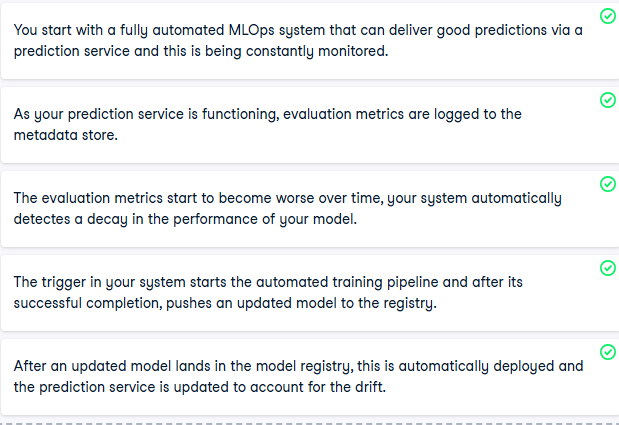 You start with a fully automated MLOps system that can deliver good predictions via a
prediction service and this is being constantly monitored.
As your prediction service is functioning, evaluation metrics are logged to the
metadata store.
The evaluation metrics start to become worse over time, your system automatically
detectes a decay in the performance of your model.
The trigger in your system starts the automated training pipeline and after its
successful completion, pushes an updated model to the registry.
After an updated model lands in the model registry, this is automatically deployed and
the prediction service is updated to account for the drift.